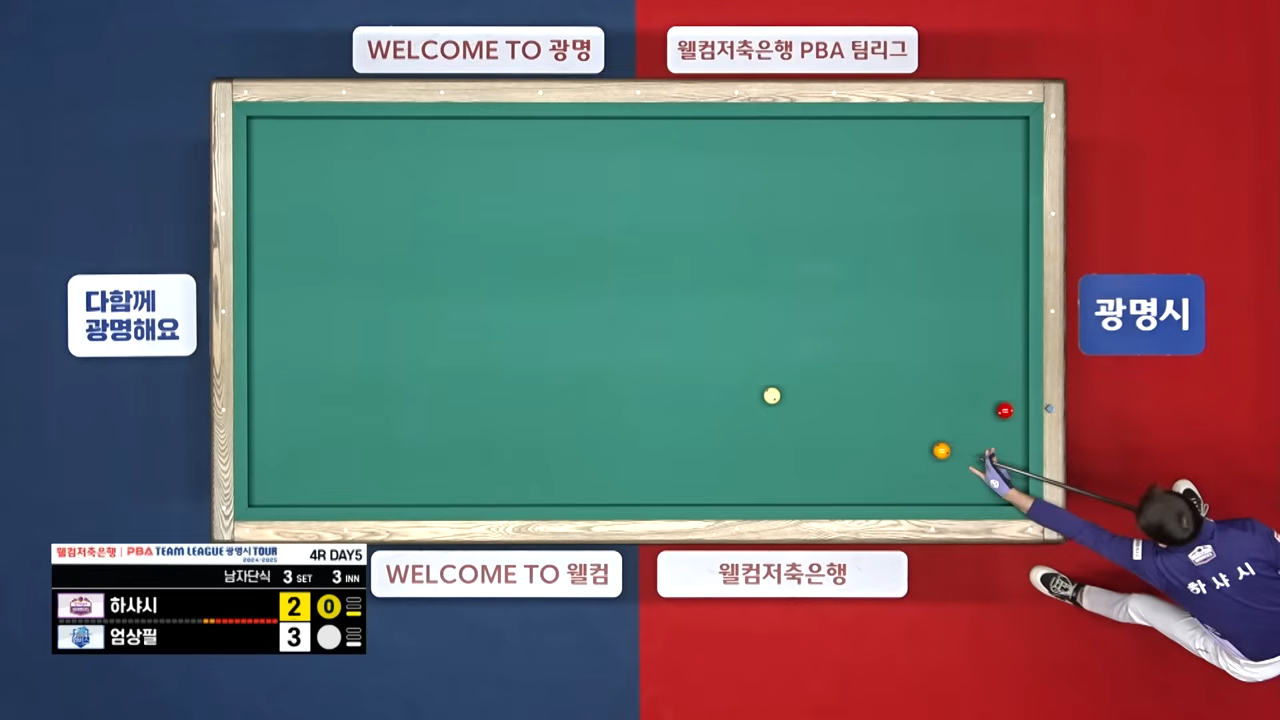 WELCOME TO 광명
웰컴저축은행 PBA 팀리그
다함께
광명해요
광명시
하샤시
WELCOME TO 웰컴
웰컴저축은행
웰컴저축은행 | PBA TEAM LEAGUE 광명시 TOUR
2024-2025
4R DAY5
남자단식 3 SET 3 INN
하샤시 2 0
엄상필 3